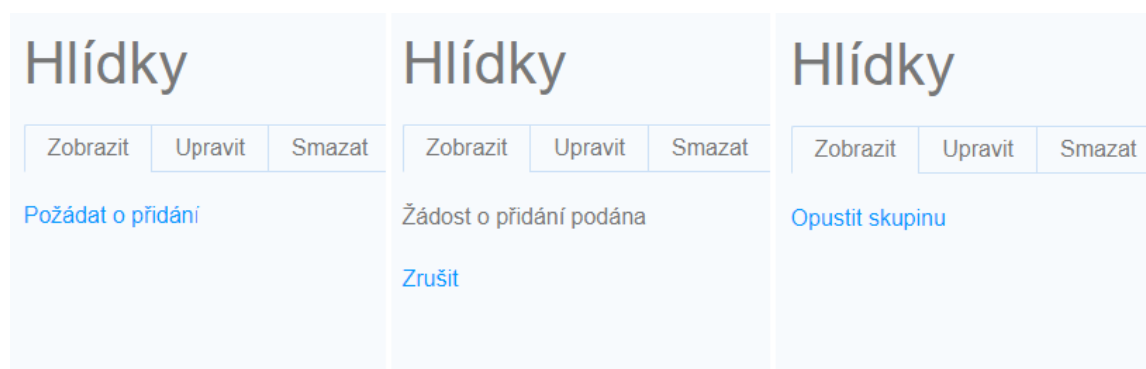 Hlídky
Zobrazit Upravit Smazat
Požádat o přidání
Hlídky
Zobrazit Upravit Smazat
Žádost o přidání podána
Zrušit
Hlídky
Zobrazit Upravit Smazat
Opustit skupinu